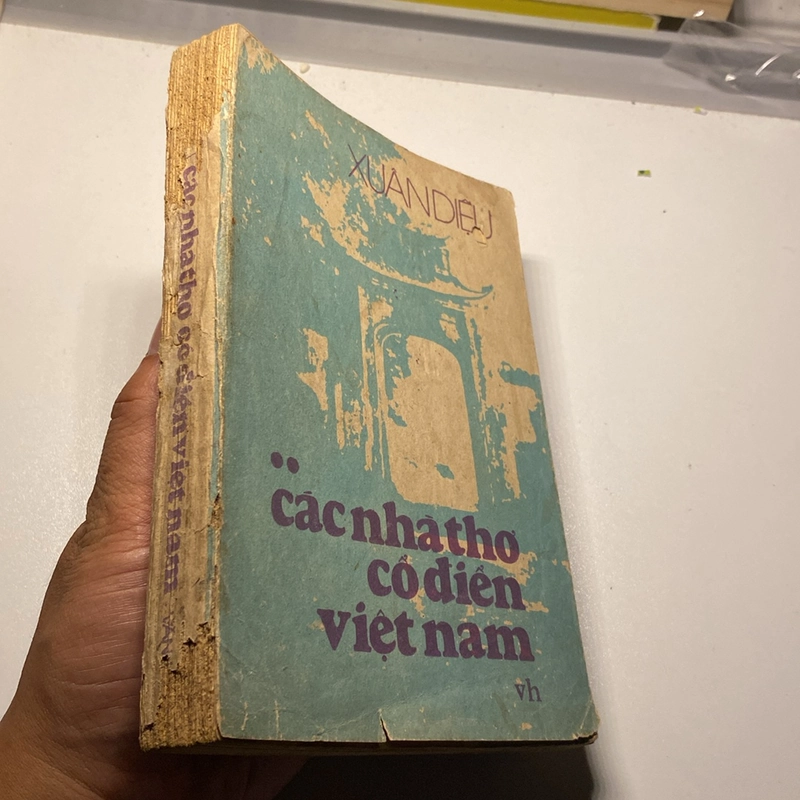 XUÂN DIỆU
các nhà thơ
cổ điển
việt nam
vh
các nhà thơ cổ điển việt nam